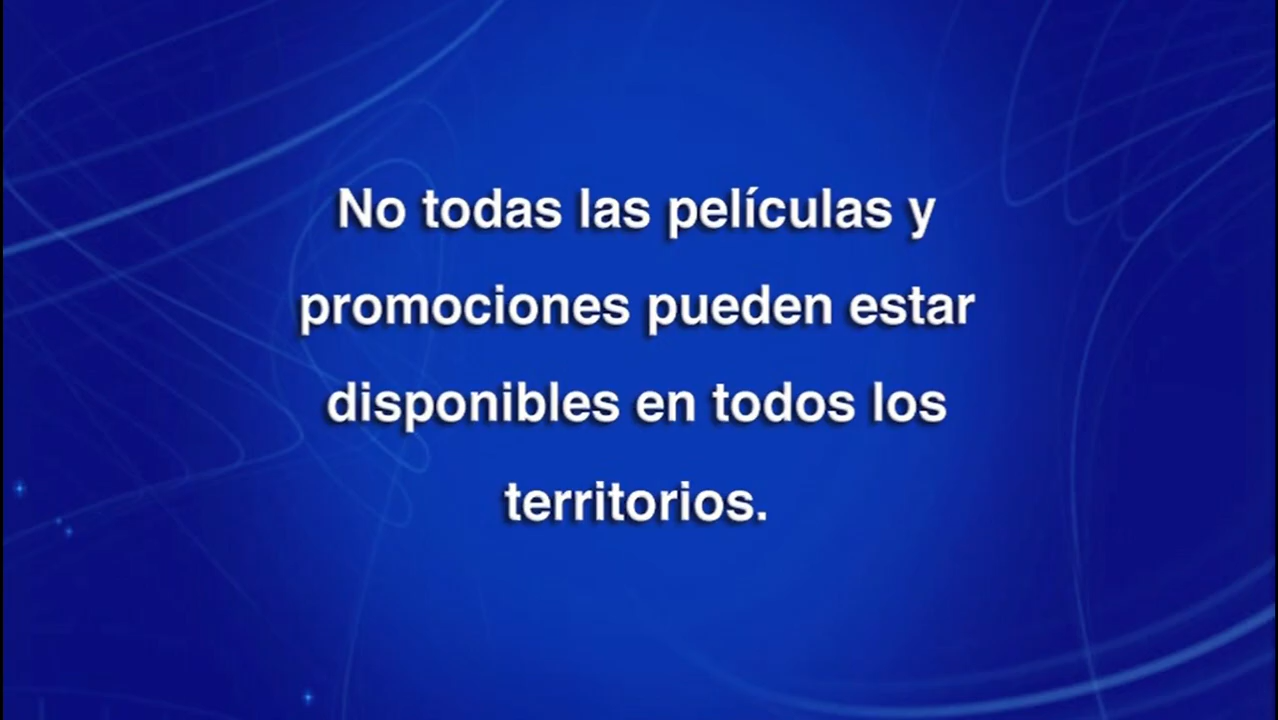 No todas las películas y
promociones pueden estar
disponibles en todos los
territorios.